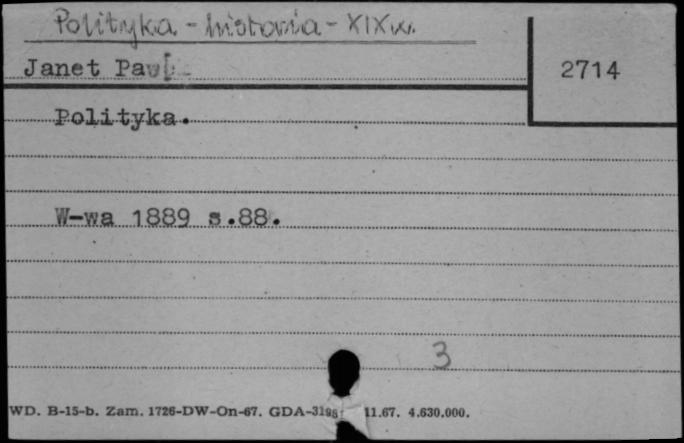 Polityka - historia - XIX w.
Janet Paul
2714
Polityka.
W-wa 1889 s.88.
3
WD. B-15-b. Zam. 1726-DW-On-67. GDA-3198 11.67. 4.630.000.